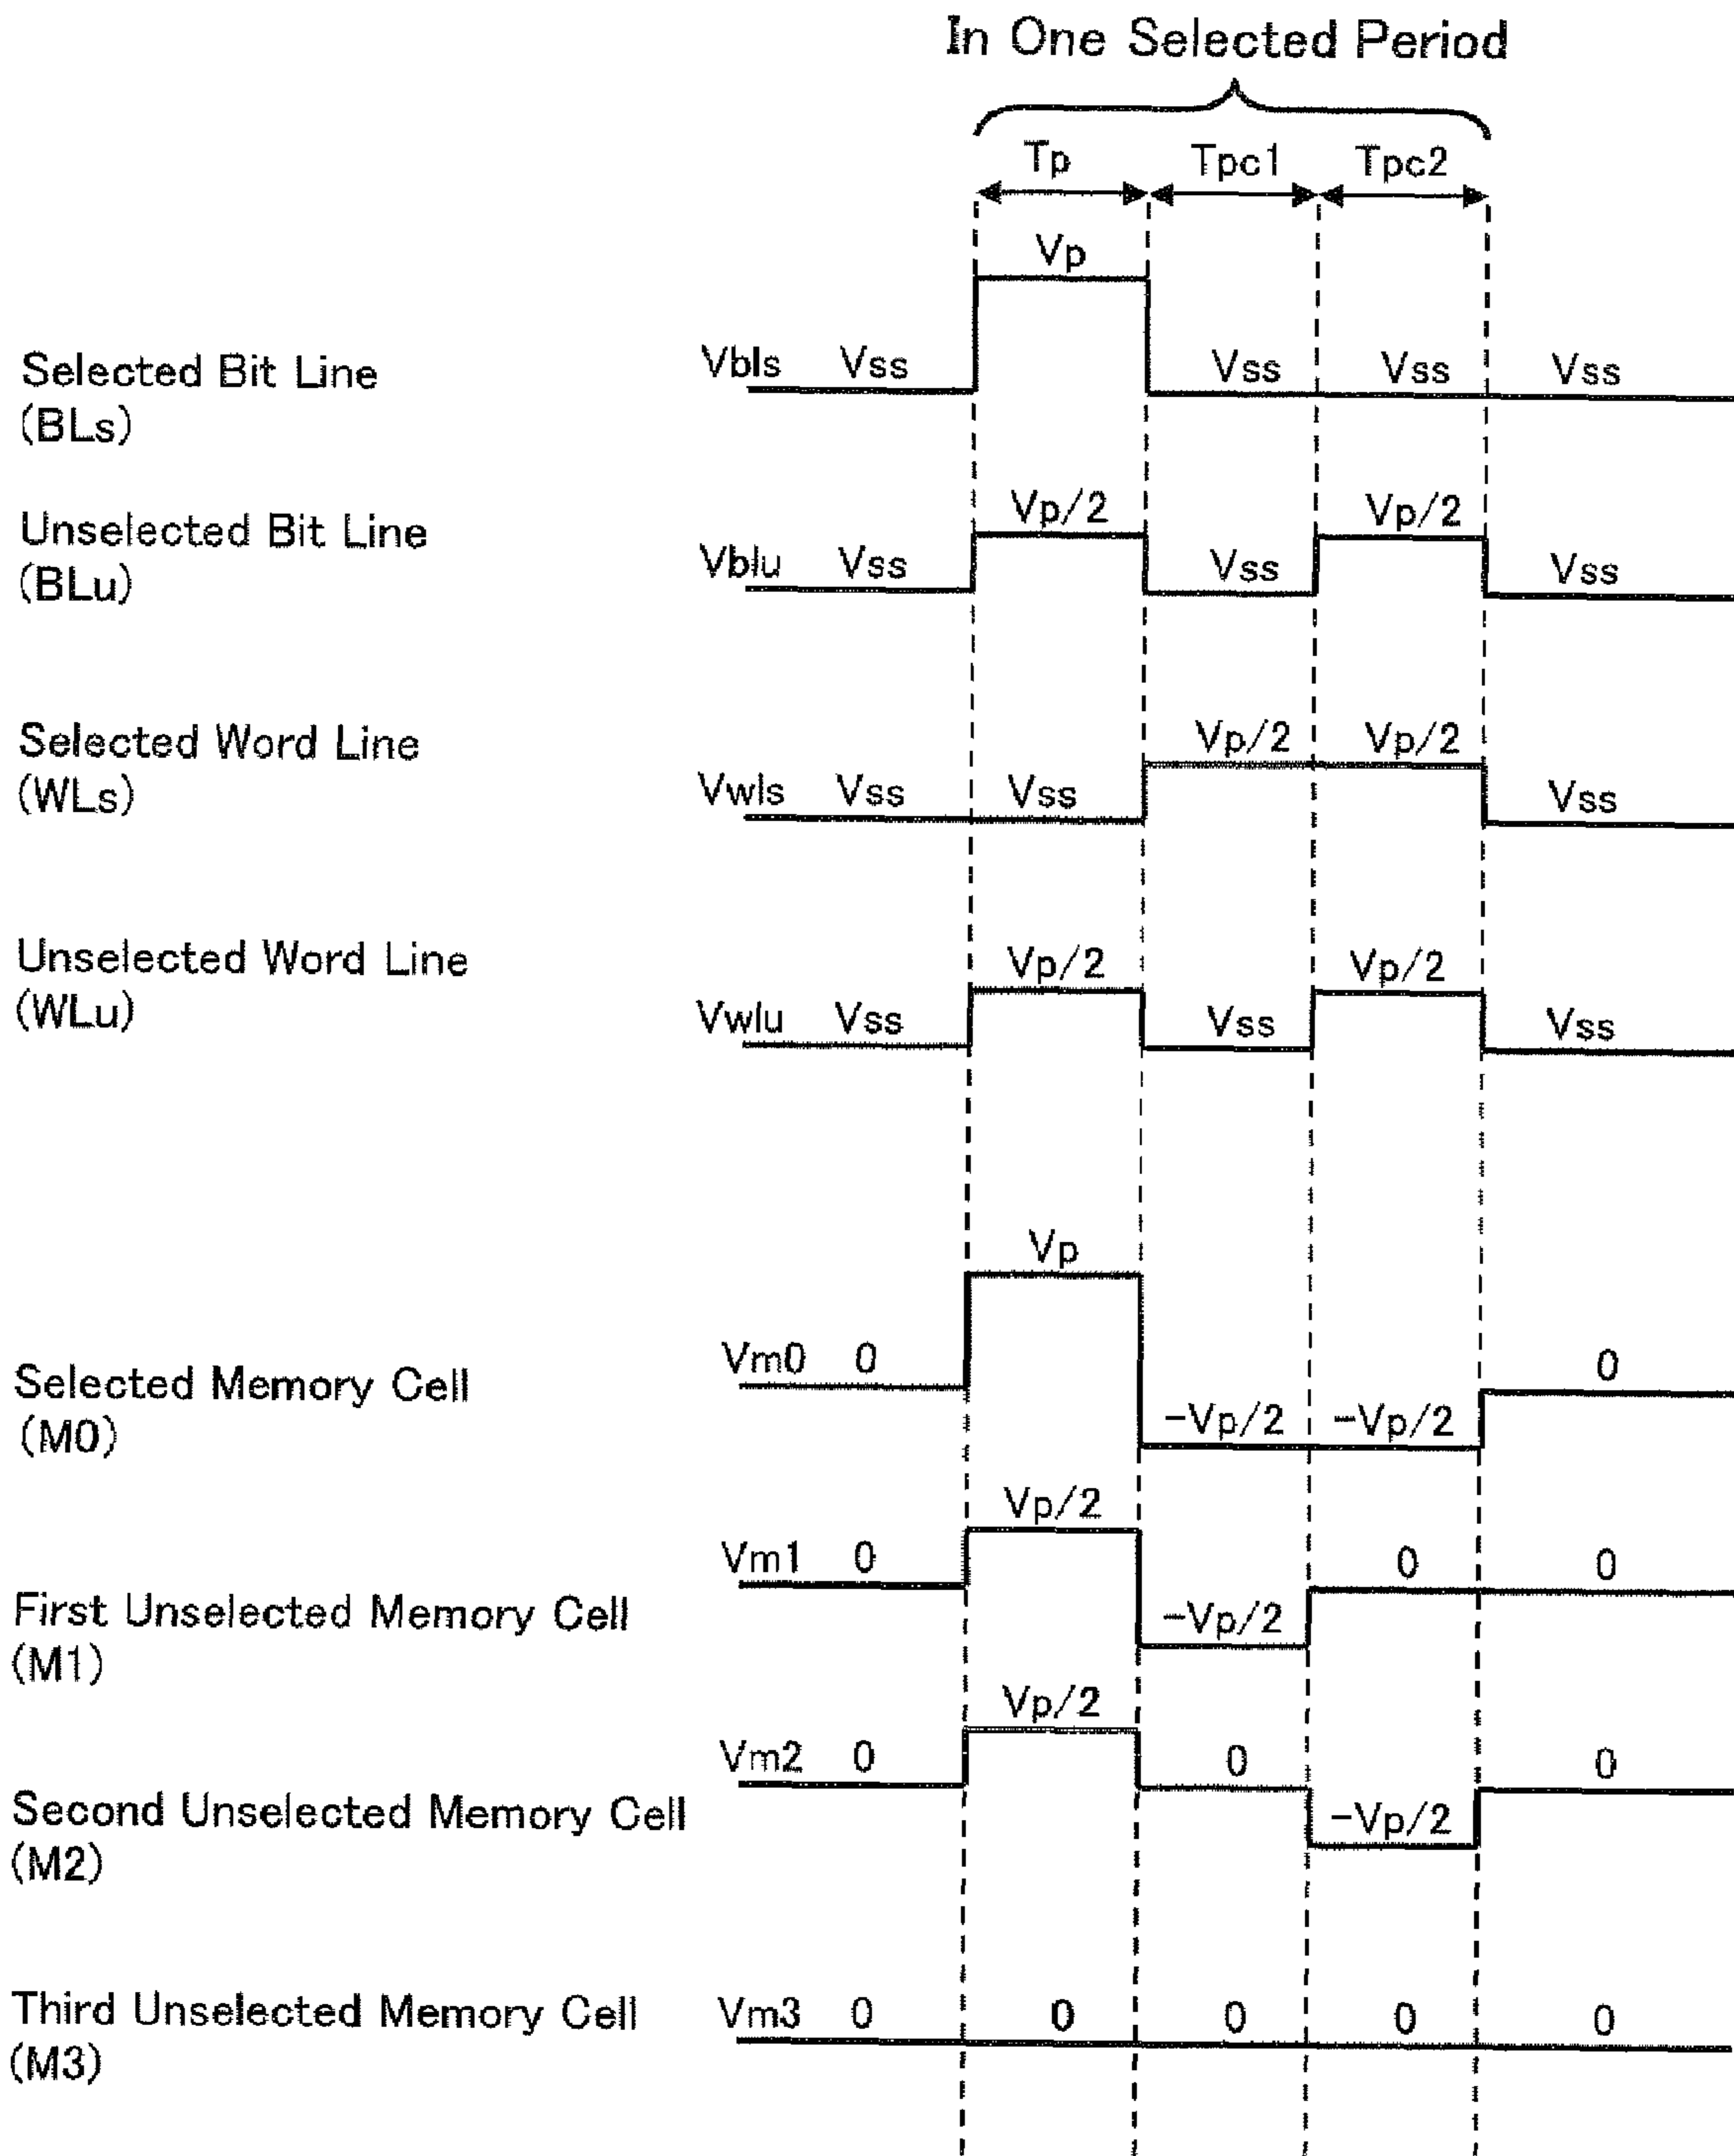 In One Selected Period
Tp Tpc1 Tpc2
Vp
Selected Bit Line
(BLs)
Vbls Vss Vss Vss Vss
Vp/2 Vp/2
Unselected Bit Line
(BLu)
Vblu Vss Vss Vss
Vp/2 Vp/2
Selected Word Line
(WLs)
Vwls Vss Vss Vss
Vp/2 Vp/2
Unselected Word Line
(WLu)
Vwlu Vss Vss Vss
Vp
Selected Memory Cell
(M0)
Vm0 0 0
-Vp/2 -Vp/2
Vp/2
Vm1 0 0 0
First Unselected Memory Cell
(M1)
-Vp/2
Vp/2
Vm2 0 0 0
Second Unselected Memory Cell
(M2)
-Vp/2
Third Unselected Memory Cell
(M3)
Vm3 0 0 0 0 0